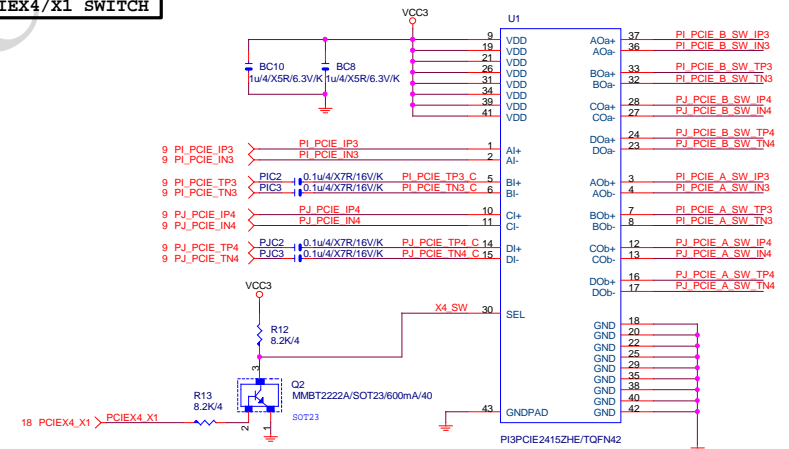 IEX4/X1 SWITCH
VCC3
U1
BC10
1u/4/X5R/6.3V/K
BC8
1u/4/X5R/6.3V/K
9 VDD
19 VDD
21 VDD
26 VDD
31 VDD
34 VDD
39 VDD
41 VDD
AOa+ 37 PI_PCIE_B_SW_IP3
AOa- 36 PI_PCIE_B_SW_IN3
BOa+ 33 PI_PCIE_B_SW_TP3
BOa- 32 PI_PCIE_B_SW_TN3
COa+ 28 PJ_PCIE_B_SW_IP4
COa- 27 PJ_PCIE_B_SW_IN4
DOa+ 24 PJ_PCIE_B_SW_TP4
DOa- 23 PJ_PCIE_B_SW_TN4
9 PI_PCIE_IP3 PI_PCIE_IP3 1 AI+
9 PI_PCIE_IN3 PI_PCIE_IN3 2 AI-
9 PI_PCIE_TP3 PIC2 0.1u/4/X7R/16V/K PI_PCIE_TP3_C 5 BI+
9 PI_PCIE_TN3 PIC3 0.1u/4/X7R/16V/K PI_PCIE_TN3_C 6 BI-
9 PJ_PCIE_IP4 PJ_PCIE_IP4 10 CI+
9 PJ_PCIE_IN4 PJ_PCIE_IN4 11 CI-
9 PJ_PCIE_TP4 PJC2 0.1u/4/X7R/16V/K PJ_PCIE_TP4_C 14 DI+
9 PJ_PCIE_TN4 PJC3 0.1u/4/X7R/16V/K PJ_PCIE_TN4_C 15 DI-
AOb+ 3 PI_PCIE_A_SW_IP3
AOb- 4 PI_PCIE_A_SW_IN3
BOb+ 7 PI_PCIE_A_SW_TP3
BOb- 8 PI_PCIE_A_SW_TN3
COb+ 12 PJ_PCIE_A_SW_IP4
COb- 13 PJ_PCIE_A_SW_IN4
DOb+ 16 PJ_PCIE_A_SW_TP4
DOb- 17 PJ_PCIE_A_SW_TN4
VCC3
X4_SW 30 SEL
R12
8.2K/4
GND 18
GND 20
GND 22
GND 25
GND 29
GND 35
GND 38
GND 40
GND 42
3
Q2
MMBT2222A/SOT23/600mA/40
SOT23
R13
8.2K/4
18 PCIEX4_X1 PCIEX4_X1
2
1
43 GNDPAD
PI3PCIE2415ZHE/TQFN42